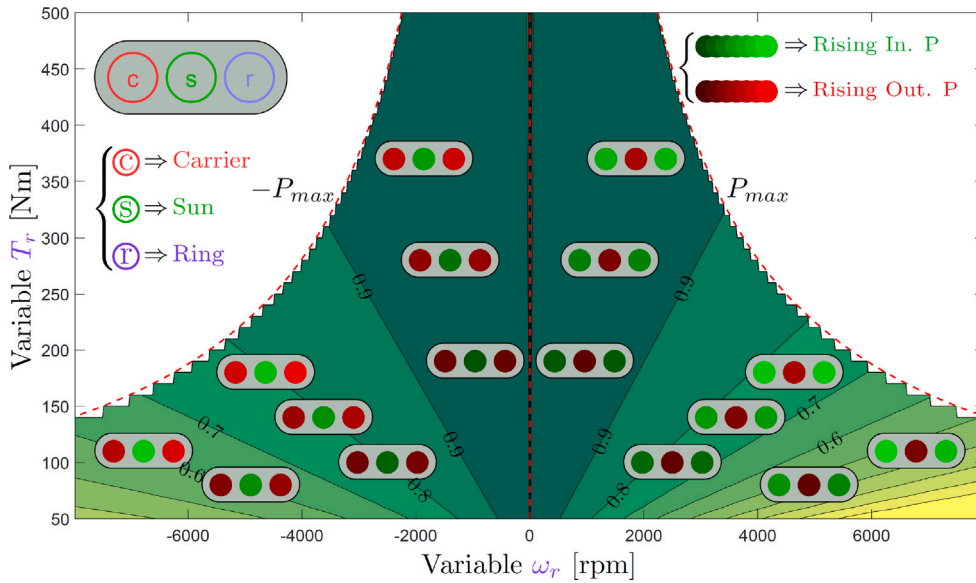 500
450
400
350
300
250
200
150
100
50
Variable T_r [Nm]
c s r
c ⇒ Carrier
s ⇒ Sun
r ⇒ Ring
⇒ Rising In. P
⇒ Rising Out. P
−P_max
P_max
0.9
0.9
0.9
0.9
0.7
0.7
0.6
0.6
0.8
0.8
-6000 -4000 -2000 0 2000 4000 6000
Variable ω_r [rpm]